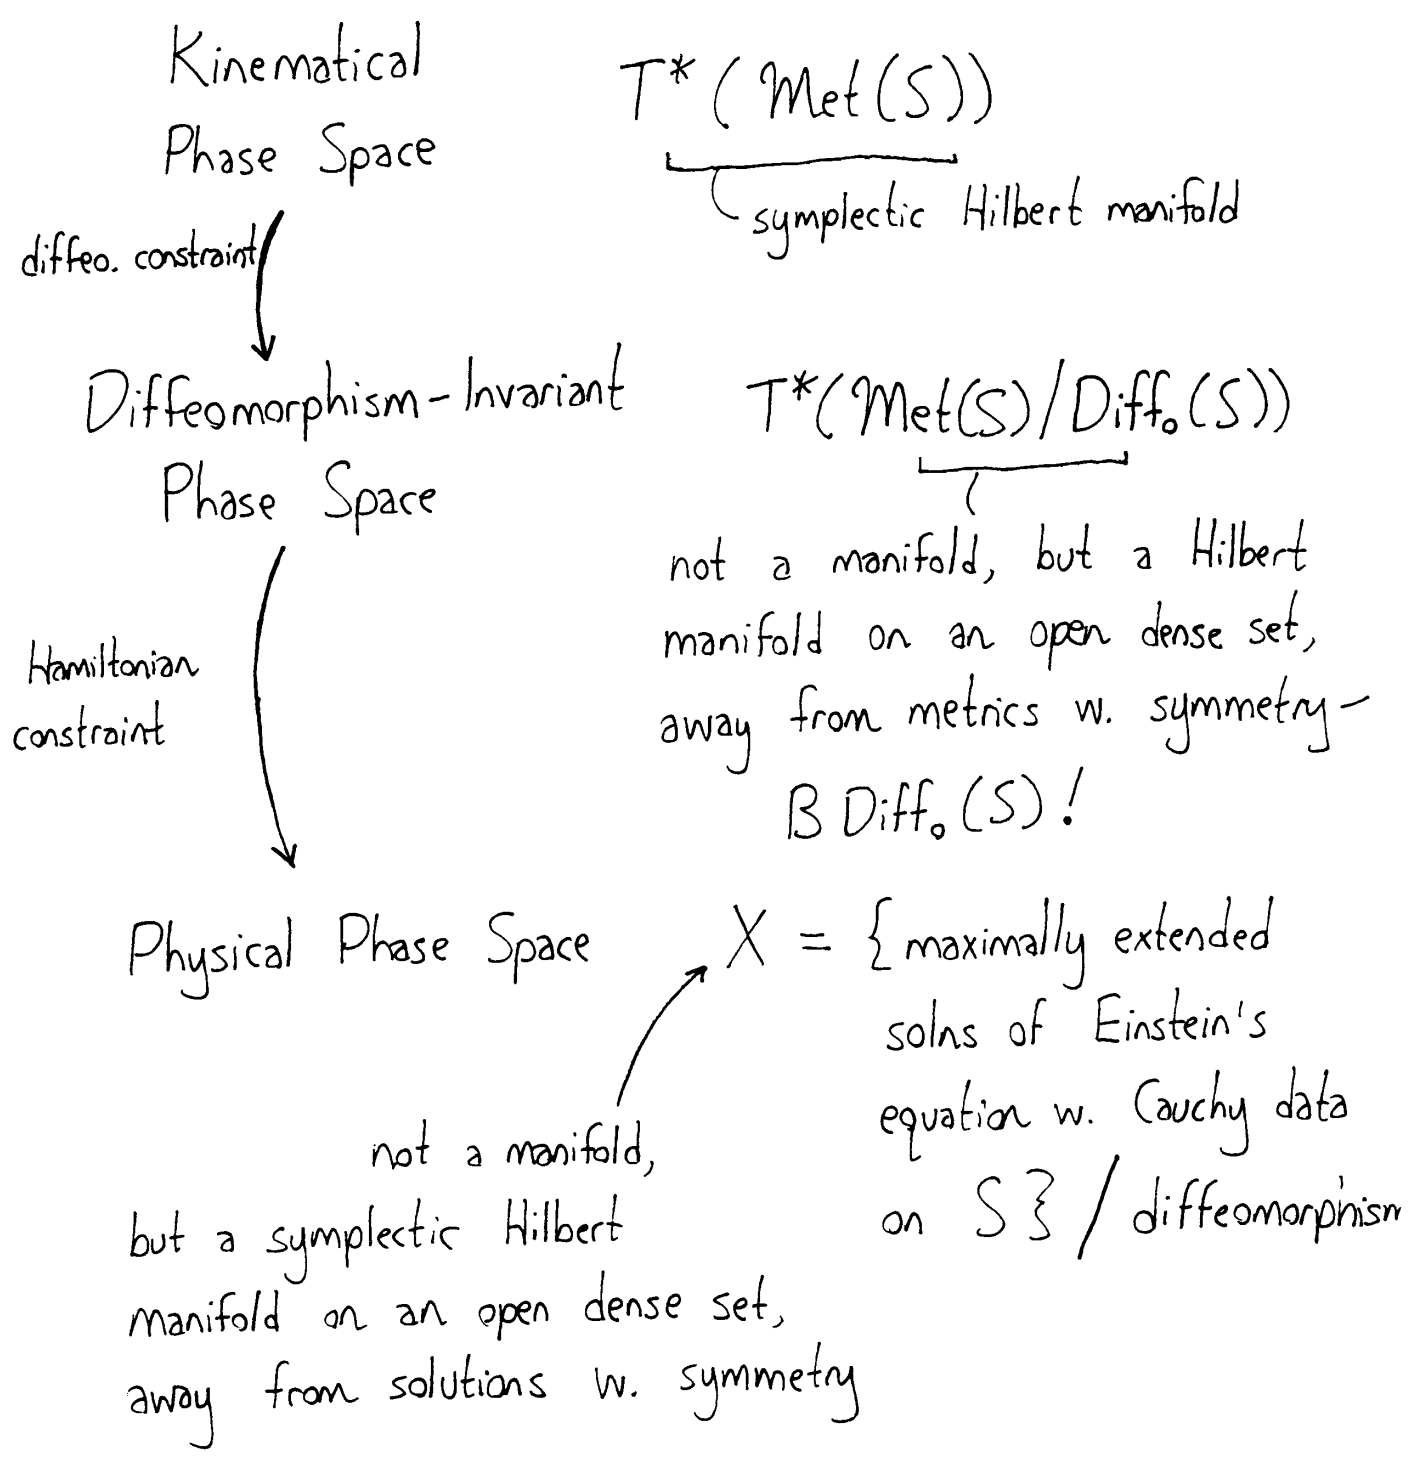 Kinematical
Phase Space
T*(Met(S))
symplectic Hilbert manifold
diffeo. constraint
Diffeomorphism-Invariant
Phase Space
T*(Met(S)/Diff₀(S))
not a manifold, but a Hilbert
manifold on an open dense set,
away from metrics w. symmetry–
B Diff₀(S)!
Hamiltonian
constraint
Physical Phase Space
X = {maximally extended
solns of Einstein's
equation w. Cauchy data
on S} / diffeomorphism
not a manifold,
but a symplectic Hilbert
manifold on an open dense set,
away from solutions w. symmetry